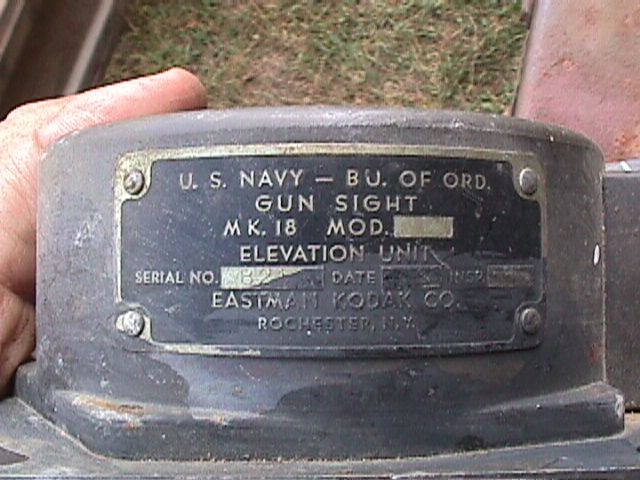 U. S. NAVY — BU. OF ORD.
GUN SIGHT
MK. 18 MOD.
ELEVATION UNIT
SERIAL NO. DATE INSP.
EASTMAN KODAK CO.
ROCHESTER, N.Y.